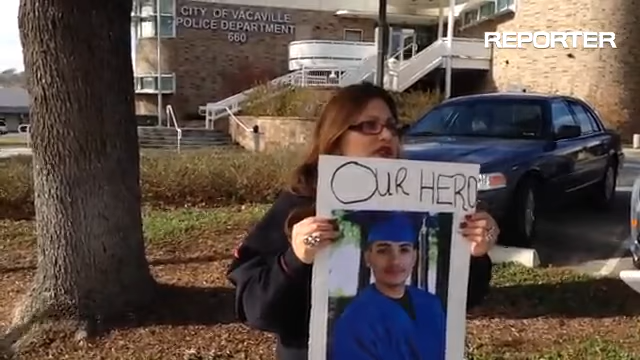 CITY OF VACAVILLE
POLICE DEPARTMENT
660
REPORTER
OUR HERO